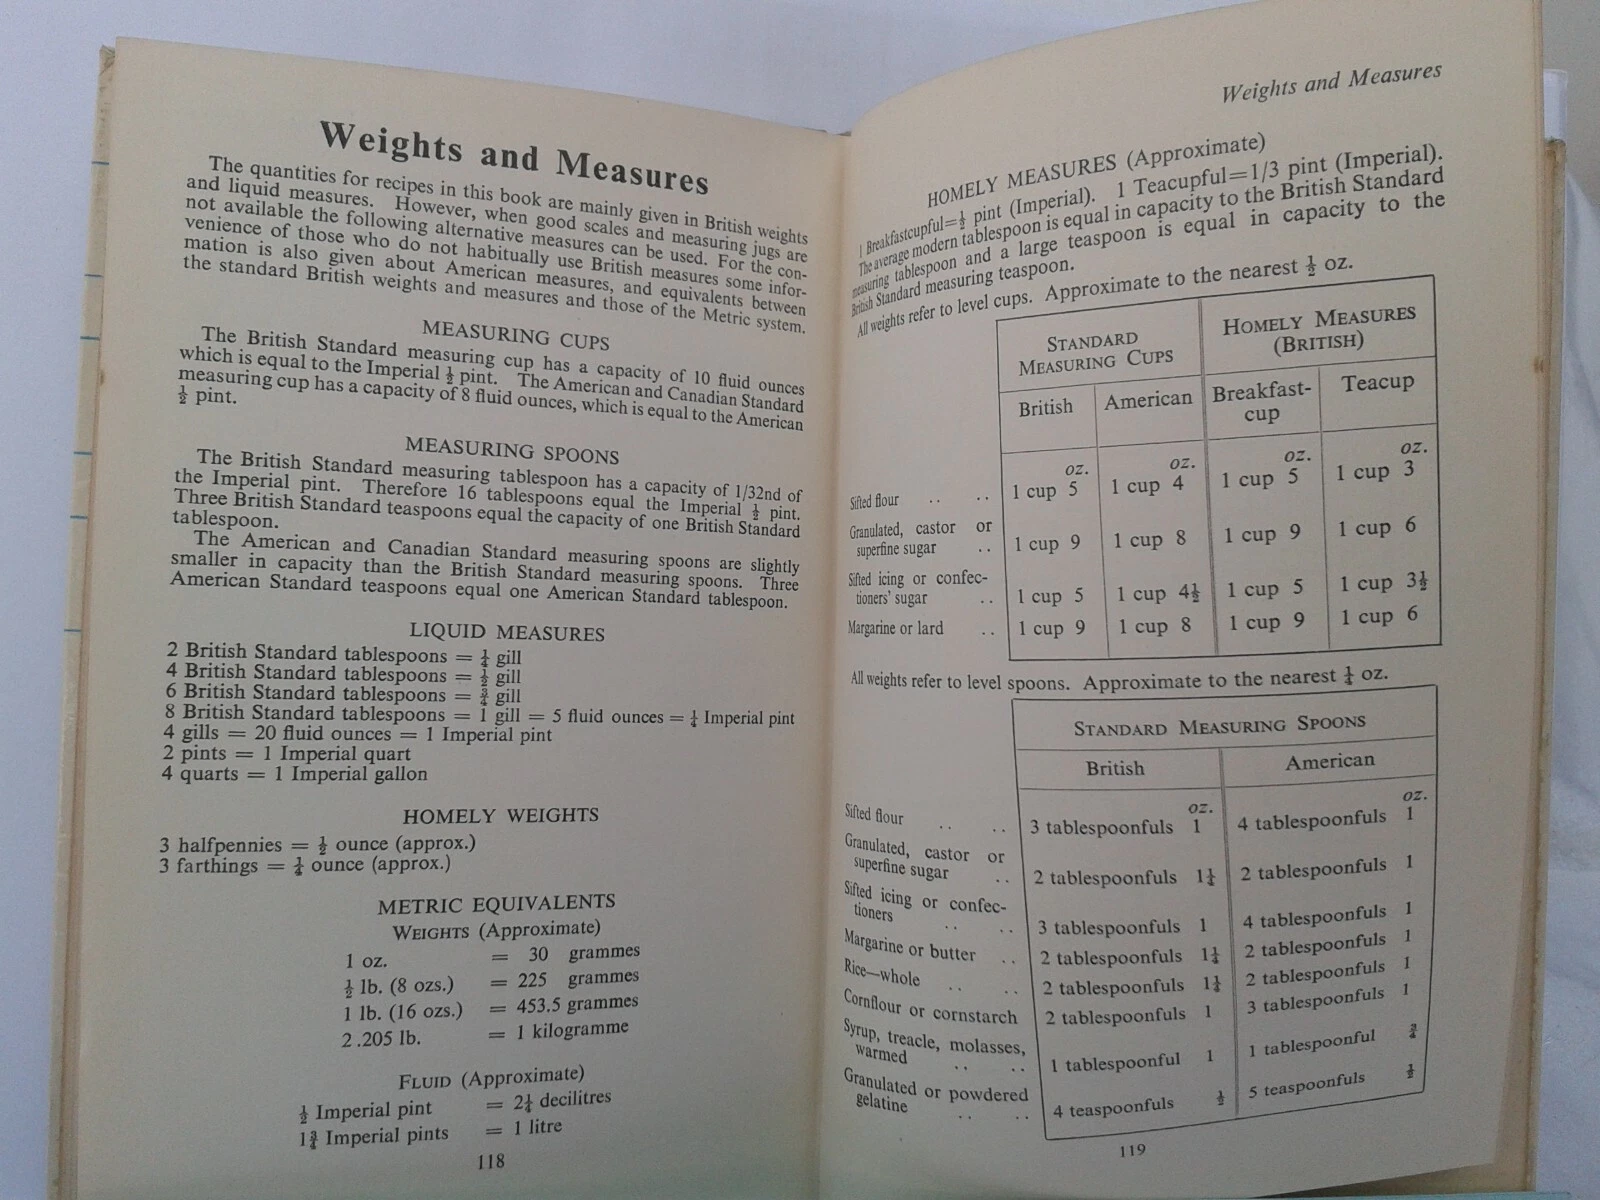 Weights and Measures
The quantities for recipes in this book are mainly given in British weights
and liquid measures. However, when good scales and measuring jugs are
not available the following alternative measures can be used. For the con-
venience of those who do not habitually use British measures some infor-
mation is also given about American measures, and equivalents between
the standard British weights and measures and those of the Metric system.
MEASURING CUPS
The British Standard measuring cup has a capacity of 10 fluid ounces
which is equal to the Imperial ½ pint. The American and Canadian Standard
measuring cup has a capacity of 8 fluid ounces, which is equal to the American
½ pint.
MEASURING SPOONS
The British Standard measuring tablespoon has a capacity of 1/32nd of
the Imperial pint. Therefore 16 tablespoons equal the Imperial ½ pint.
Three British Standard teaspoons equal the capacity of one British Standard
tablespoon.
The American and Canadian Standard measuring spoons are slightly
smaller in capacity than the British Standard measuring spoons. Three
American Standard teaspoons equal one American Standard tablespoon.
LIQUID MEASURES
2 British Standard tablespoons = ¼ gill
4 British Standard tablespoons = ½ gill
6 British Standard tablespoons = ¾ gill
8 British Standard tablespoons = 1 gill = 5 fluid ounces = ¼ Imperial pint
4 gills = 20 fluid ounces = 1 Imperial pint
2 pints = 1 Imperial quart
4 quarts = 1 Imperial gallon
HOMELY WEIGHTS
3 halfpennies = ½ ounce (approx.)
3 farthings = ¼ ounce (approx.)
METRIC EQUIVALENTS
WEIGHTS (Approximate)
1 oz. = 30 grammes
½ lb. (8 ozs.) = 225 grammes
1 lb. (16 ozs.) = 453.5 grammes
2.205 lb. = 1 kilogramme
FLUID (Approximate)
½ Imperial pint = 2¼ decilitres
1¾ Imperial pints = 1 litre
118
Weights and Measures
HOMELY MEASURES (Approximate)
1 Breakfastcupful=½ pint (Imperial). 1 Teacupful=1/3 pint (Imperial).
The average modern tablespoon is equal in capacity to the British Standard
measuring tablespoon and a large teaspoon is equal in capacity to the
British Standard measuring teaspoon.
All weights refer to level cups. Approximate to the nearest ½ oz.
STANDARD MEASURING CUPS HOMELY MEASURES (BRITISH)
British American Breakfast-cup Teacup
oz. oz. oz. oz.
Sifted flour .. .. 1 cup 5 1 cup 4 1 cup 5 1 cup 3
Granulated, castor or
superfine sugar .. 1 cup 9 1 cup 8 1 cup 9 1 cup 6
Sifted icing or confec-
tioners' sugar .. 1 cup 5 1 cup 4½ 1 cup 5 1 cup 3½
Margarine or lard .. 1 cup 9 1 cup 8 1 cup 9 1 cup 6
All weights refer to level spoons. Approximate to the nearest ¼ oz.
STANDARD MEASURING SPOONS
British American
oz. oz.
Sifted flour .. .. 3 tablespoonfuls 1 4 tablespoonfuls 1
Granulated, castor or
superfine sugar .. 2 tablespoonfuls 1¼ 2 tablespoonfuls 1
Sifted icing or confec-
tioners .. .. 3 tablespoonfuls 1 4 tablespoonfuls 1
Margarine or butter .. 2 tablespoonfuls 1¼ 2 tablespoonfuls 1
Rice—whole .. .. 2 tablespoonfuls 1¼ 2 tablespoonfuls 1
Cornflour or cornstarch 2 tablespoonfuls 1 3 tablespoonfuls 1
Syrup, treacle, molasses,
warmed .. .. 1 tablespoonful 1 1 tablespoonful ¾
Granulated or powdered
gelatine .. .. 4 teaspoonfuls ½ 5 teaspoonfuls ½
119